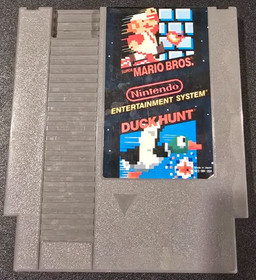 SUPER
MARIO BROS.
Nintendo
ENTERTAINMENT SYSTEM
DUCK HUNT